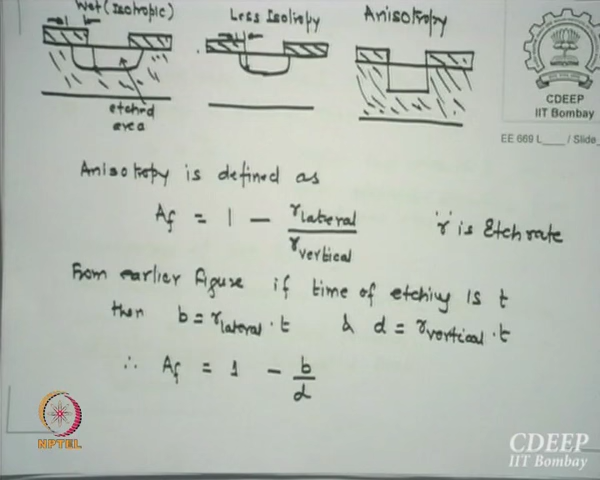 Wet (Isotropic)
Less Isotropy
Anisotropy
etched
area
CDEEP
IIT Bombay
EE 669 L____ / Slide_
Anisotropy is defined as
Af = 1 - rlateral / rvertical
'r' is Etch rate
From earlier figure if time of etching is t
then b = rlateral · t & d = rvertical · t
∴ Af = 1 - b/d
NPTEL
CDEEP
IIT Bombay